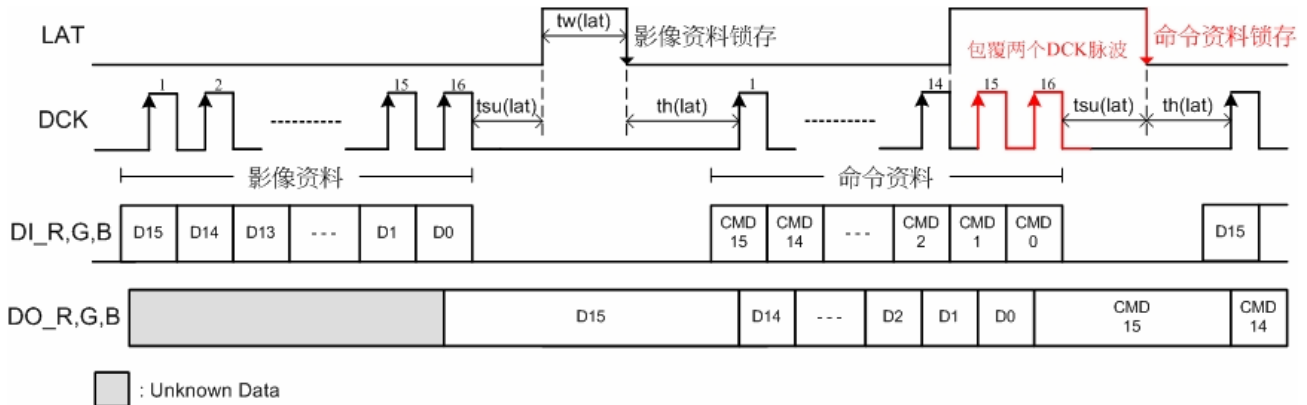 LAT
tw(lat)
影像资料锁存
包覆两个DCK脉波
命令资料锁存
DCK
1 2 15 16 1 14 15 16
tsu(lat) th(lat) tsu(lat) th(lat)
影像资料 命令资料
DI_R,G,B D15 D14 D13 --- D1 D0 CMD 15 CMD 14 --- CMD 2 CMD 1 CMD 0 D15
DO_R,G,B D15 D14 --- D2 D1 D0 CMD 15 CMD 14
: Unknown Data